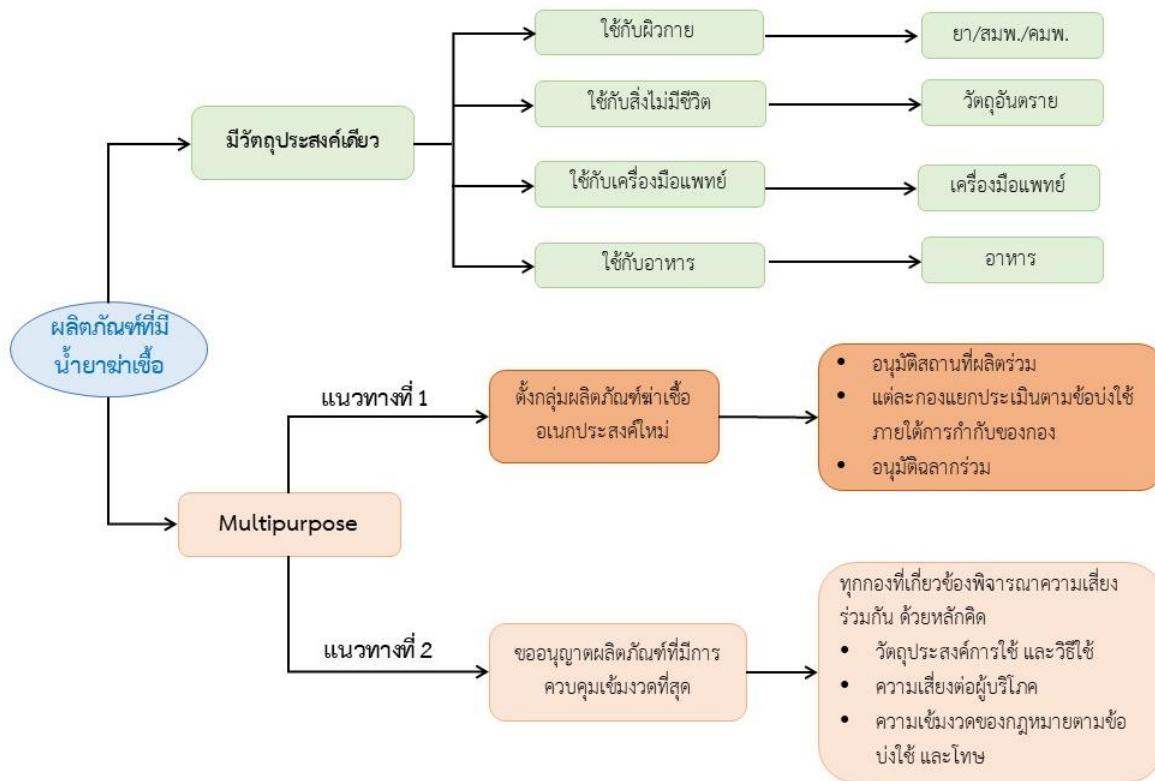 ใช้กับผิวกาย
ยา/สมพ./คมพ.
ใช้กับสิ่งไม่มีชีวิต
วัตถุอันตราย
มีวัตถุประสงค์เดียว
ใช้กับเครื่องมือแพทย์
เครื่องมือแพทย์
ใช้กับอาหาร
อาหาร
ผลิตภัณฑ์ที่มี
น้ำยาฆ่าเชื้อ
แนวทางที่ 1
ตั้งกลุ่มผลิตภัณฑ์ฆ่าเชื้อ
อเนกประสงค์ใหม่
• อนุมัติสถานที่ผลิตร่วม
• แต่ละกองแยกประเมินตามข้อบ่งใช้
ภายใต้การกำกับของกอง
• อนุมัติฉลากร่วม
Multipurpose
แนวทางที่ 2
ขออนุญาตผลิตภัณฑ์ที่มีการ
ควบคุมเข้มงวดที่สุด
ทุกกองที่เกี่ยวข้องพิจารณาความเสี่ยง
ร่วมกัน ด้วยหลักคิด
• วัตถุประสงค์การใช้ และวิธีใช้
• ความเสี่ยงต่อผู้บริโภค
• ความเข้มงวดของกฎหมายตามข้อ
บ่งใช้ และโทษ